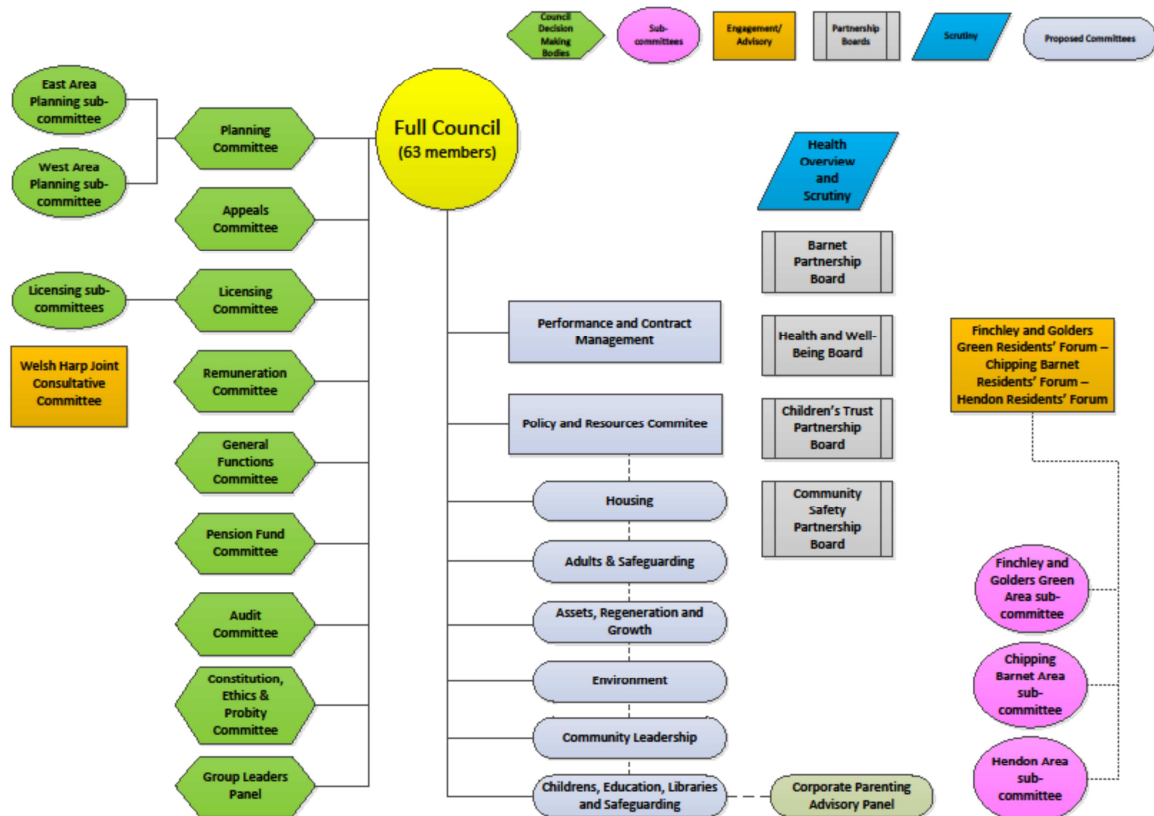 Council
Decision
Making
Bodies
Sub-
committees
Engagement/
Advisory
Partnership
Boards
Scrutiny
Proposed Committees
East Area
Planning sub-
committee
West Area
Planning sub-
committee
Planning
Committee
Full Council
(63 members)
Appeals
Committee
Licensing sub-
committees
Licensing
Committee
Welsh Harp Joint
Consultative
Committee
Remuneration
Committee
General
Functions
Committee
Pension Fund
Committee
Audit
Committee
Constitution,
Ethics &
Probity
Committee
Group Leaders
Panel
Performance and Contract
Management
Policy and Resources Commitee
Housing
Adults & Safeguarding
Assets, Regeneration and
Growth
Environment
Community Leadership
Childrens, Education, Libraries
and Safeguarding
Corporate Parenting
Advisory Panel
Health
Overview
and
Scrutiny
Barnet
Partnership
Board
Health and Well-
Being Board
Children's Trust
Partnership
Board
Community
Safety
Partnership
Board
Finchley and Golders
Green Residents' Forum –
Chipping Barnet
Residents' Forum –
Hendon Residents' Forum
Finchley and
Golders Green
Area sub-
committee
Chipping
Barnet Area
sub-
committee
Hendon Area
sub-
committee